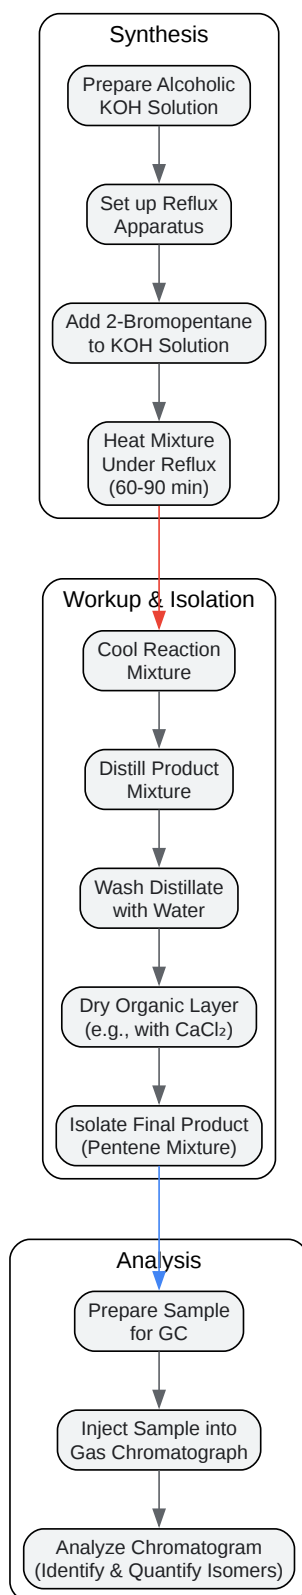 Synthesis
Prepare Alcoholic
KOH Solution
Set up Reflux
Apparatus
Add 2-Bromopentane
to KOH Solution
Heat Mixture
Under Reflux
(60-90 min)
Workup & Isolation
Cool Reaction
Mixture
Distill Product
Mixture
Wash Distillate
with Water
Dry Organic Layer
(e.g., with CaCl₂)
Isolate Final Product
(Pentene Mixture)
Analysis
Prepare Sample
for GC
Inject Sample into
Gas Chromatograph
Analyze Chromatogram
(Identify & Quantify Isomers)